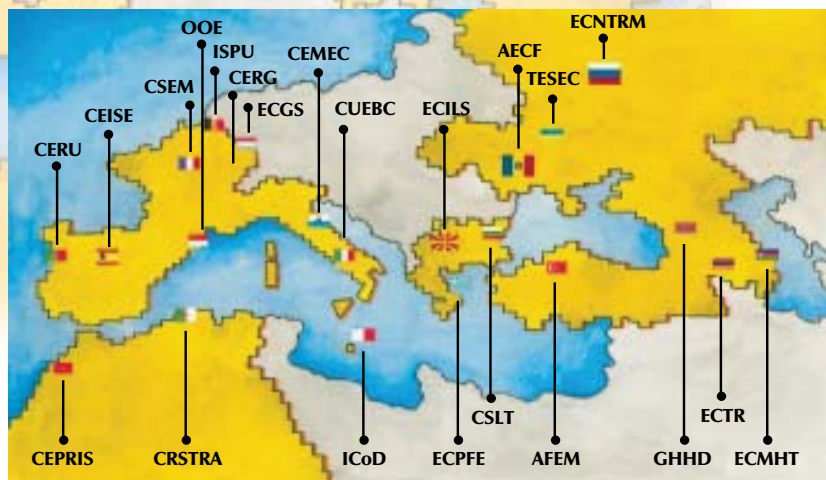 ECNTRM
OOE
ISPU
CEMEC
AECF
CERG
TESEC
CSEM
ECGS
CEISE
CUEBC
ECILS
CERU
CSLT
ECTR
CEPRIS
CRSTRA
ICoD
ECPFE
AFEM
GHHD
ECMHT